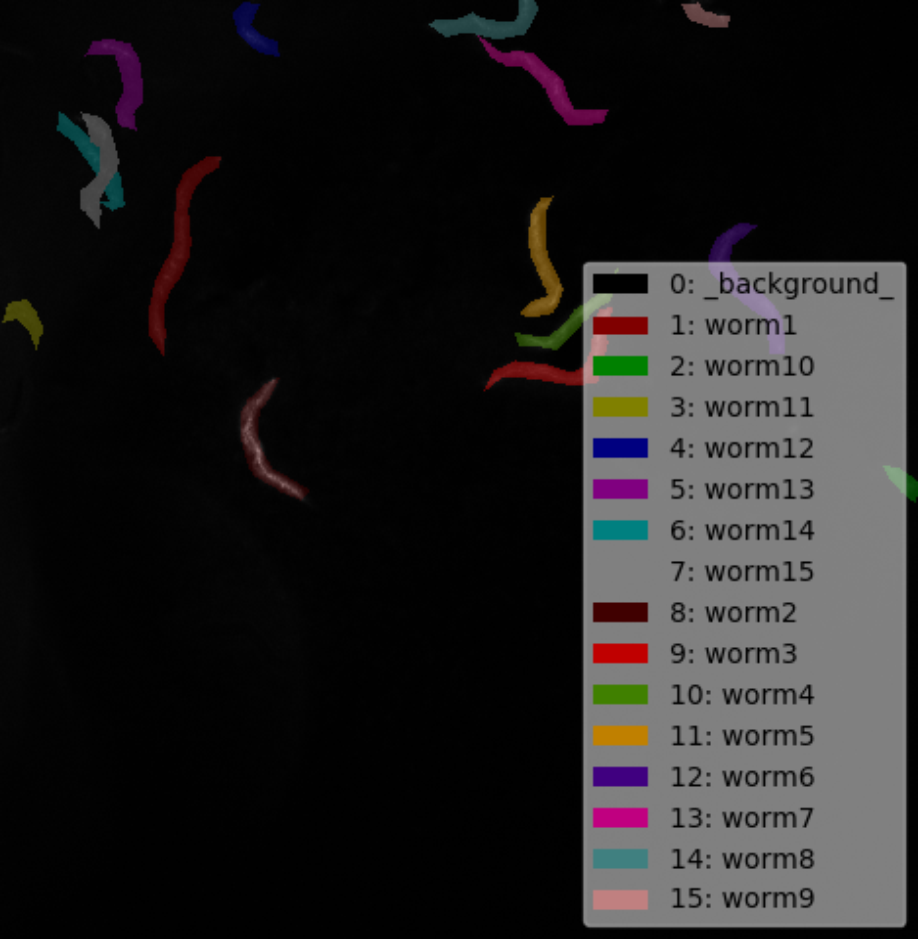 0: _background_
1: worm1
2: worm10
3: worm11
4: worm12
5: worm13
6: worm14
7: worm15
8: worm2
9: worm3
10: worm4
11: worm5
12: worm6
13: worm7
14: worm8
15: worm9